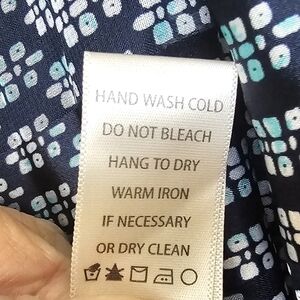 HAND WASH COLD
DO NOT BLEACH
HANG TO DRY
WARM IRON
IF NECESSARY
OR DRY CLEAN